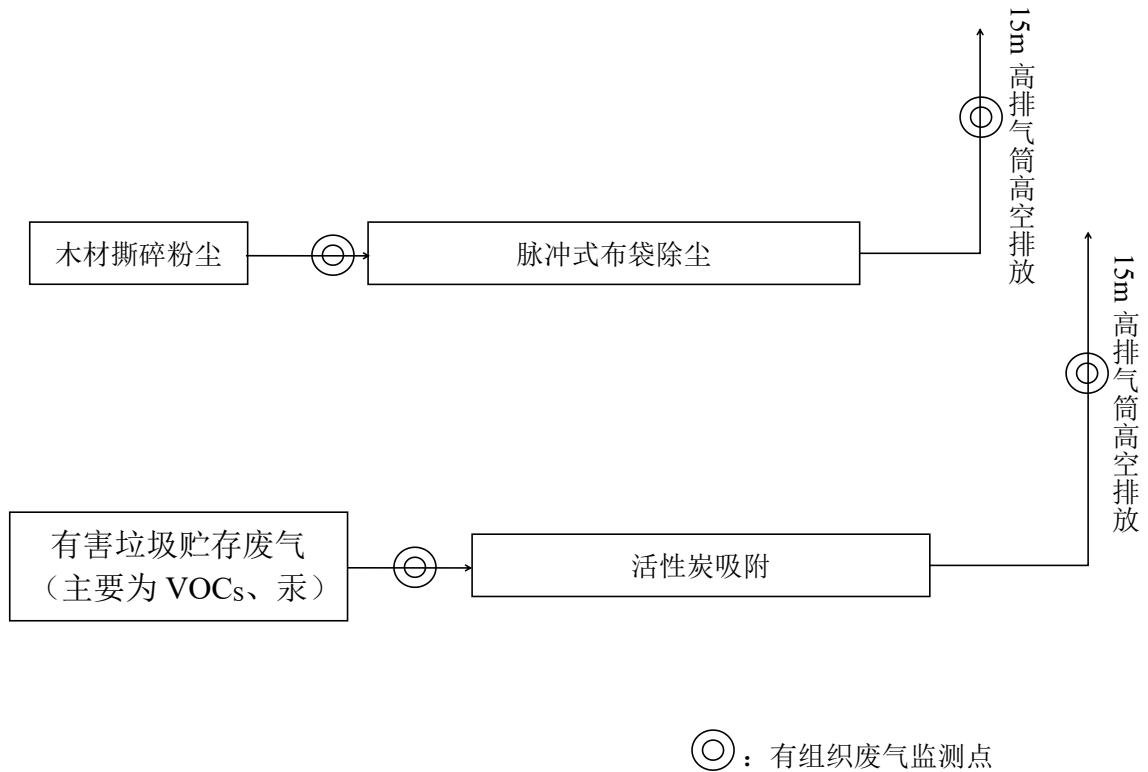 15m 高排气筒高空排放
木材撕碎粉尘
脉冲式布袋除尘
15m 高排气筒高空排放
有害垃圾贮存废气
（主要为 VOCs、汞）
活性炭吸附
：有组织废气监测点